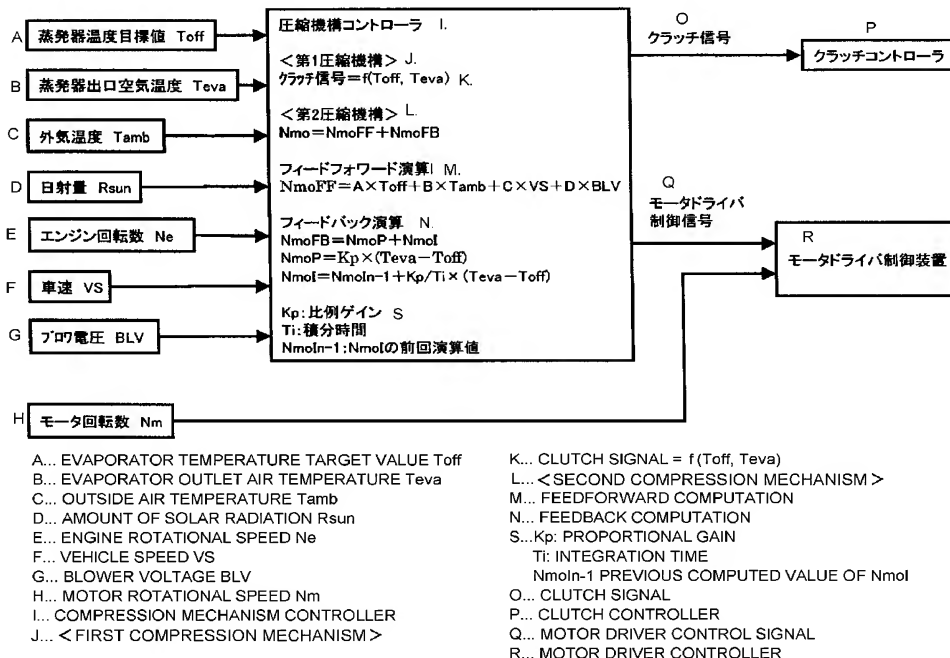 A 蒸発器温度目標値 Toff
B 蒸発器出口空気温度 Teva
C 外気温度 Tamb
D 日射量 Rsun
E エンジン回転数 Ne
F 車速 VS
G ブロワ電圧 BLV
H モータ回転数 Nm
圧縮機構コントローラ I.
<第1圧縮機構> J.
クラッチ信号=f(Toff, Teva) K.
<第2圧縮機構> L.
Nmo=NmoFF+NmoFB
フィードフォワード演算 M.
NmoFF=A×Toff+B×Tamb+C×VS+D×BLV
フィードバック演算 N.
NmoFB=NmoP+NmoI
NmoP=Kp×(Teva-Toff)
NmoI=NmoIn-1+Kp/Ti×(Teva-Toff)
Kp:比例ゲイン S
Ti:積分時間
NmoIn-1:NmoIの前回演算値
O
クラッチ信号
P
クラッチコントローラ
Q
モータドライバ
制御信号
R
モータドライバ制御装置
A... EVAPORATOR TEMPERATURE TARGET VALUE Toff
B... EVAPORATOR OUTLET AIR TEMPERATURE Teva
C... OUTSIDE AIR TEMPERATURE Tamb
D... AMOUNT OF SOLAR RADIATION Rsun
E... ENGINE ROTATIONAL SPEED Ne
F... VEHICLE SPEED VS
G... BLOWER VOLTAGE BLV
H... MOTOR ROTATIONAL SPEED Nm
I... COMPRESSION MECHANISM CONTROLLER
J... <FIRST COMPRESSION MECHANISM>
K... CLUTCH SIGNAL = f (Toff, Teva)
L... <SECOND COMPRESSION MECHANISM>
M... FEEDFORWARD COMPUTATION
N... FEEDBACK COMPUTATION
S...Kp: PROPORTIONAL GAIN
Ti: INTEGRATION TIME
NmoIn-1 PREVIOUS COMPUTED VALUE OF NmoI
O... CLUTCH SIGNAL
P... CLUTCH CONTROLLER
Q... MOTOR DRIVER CONTROL SIGNAL
R... MOTOR DRIVER CONTROLLER